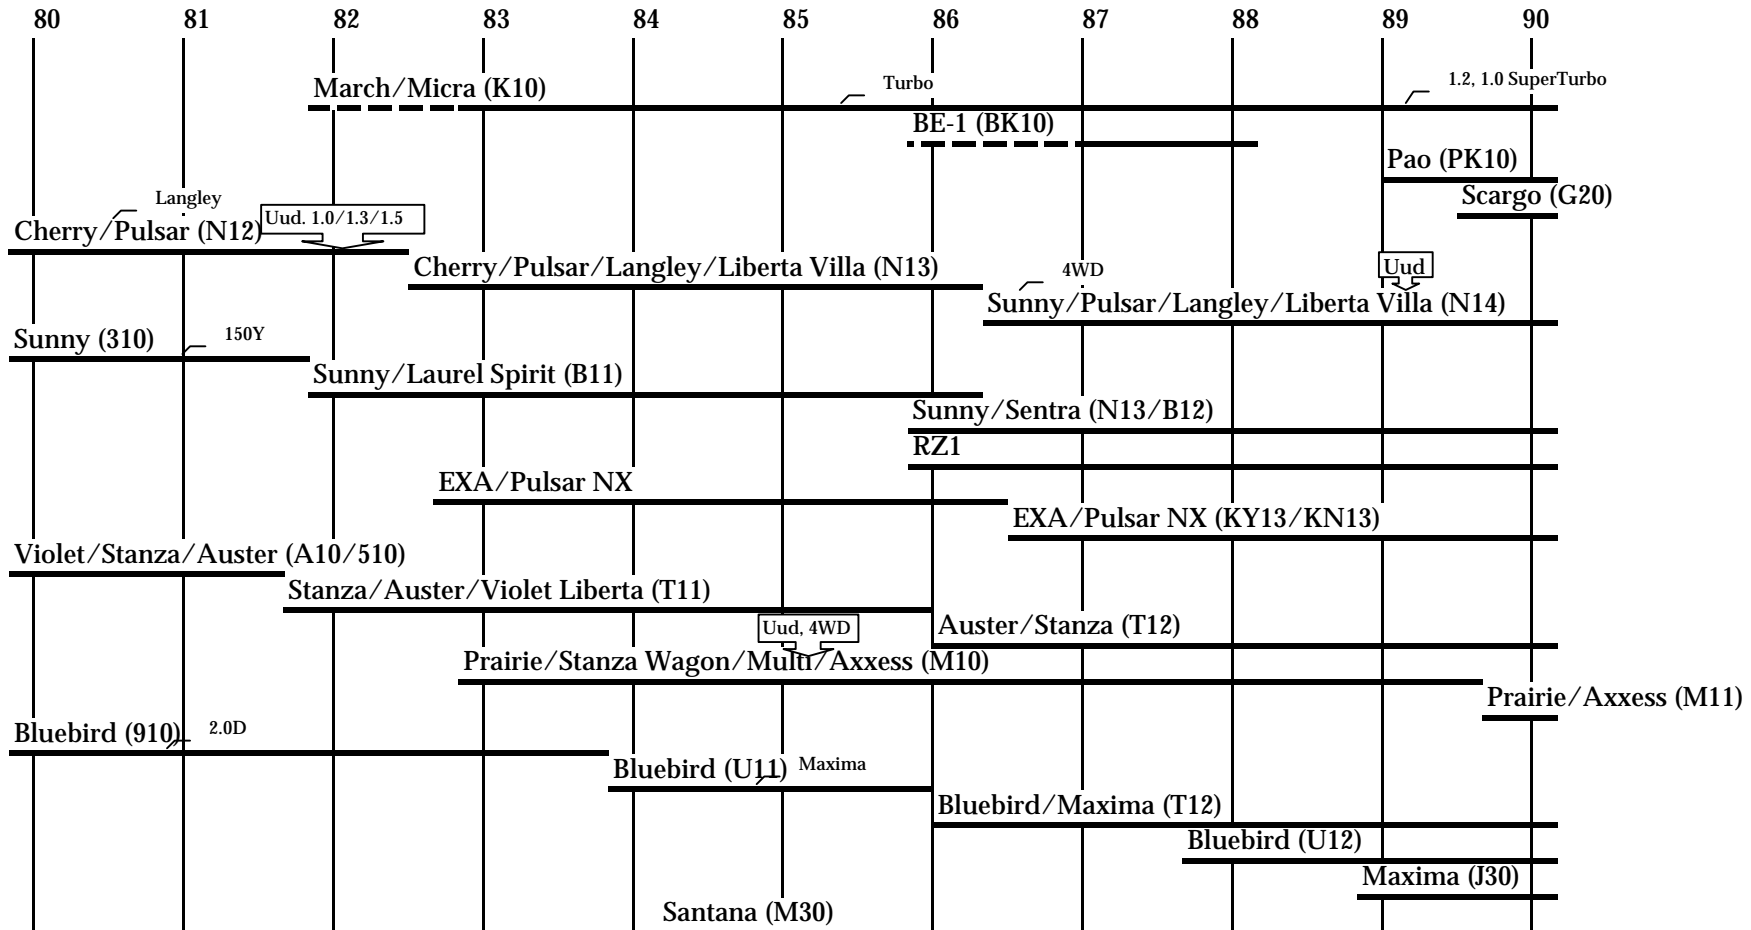 80 81 82 83 84 85 86 87 88 89 90
March/Micra (K10)
Turbo
1.2, 1.0 SuperTurbo
BE-1 (BK10)
Pao (PK10)
Scargo (G20)
Langley
Uud. 1.0/1.3/1.5
Cherry/Pulsar (N12)
Cherry/Pulsar/Langley/Liberta Villa (N13)
4WD
Uud
Sunny/Pulsar/Langley/Liberta Villa (N14)
Sunny (310)
150Y
Sunny/Laurel Spirit (B11)
Sunny/Sentra (N13/B12)
RZ1
EXA/Pulsar NX
EXA/Pulsar NX (KY13/KN13)
Violet/Stanza/Auster (A10/510)
Stanza/Auster/Violet Liberta (T11)
Uud, 4WD
Auster/Stanza (T12)
Prairie/Stanza Wagon/Multi/Axxess (M10)
Prairie/Axxess (M11)
Bluebird (910)
2.0D
Bluebird (U11)
Maxima
Bluebird/Maxima (T12)
Bluebird (U12)
Maxima (J30)
Santana (M30)